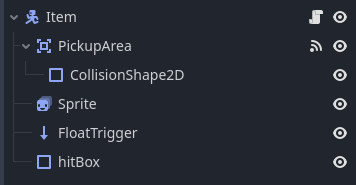 Item
PickupArea
CollisionShape2D
Sprite
FloatTrigger
hitBox